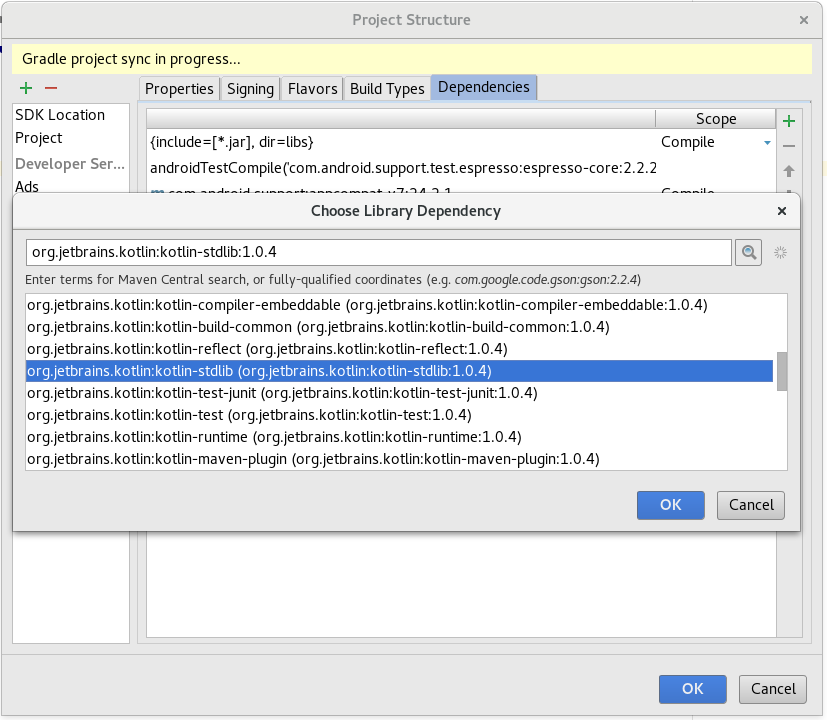 Project Structure
Gradle project sync in progress...
Properties Signing Flavors Build Types Dependencies
SDK Location
Project
Developer Ser...
Ads
Scope
{include=[*.jar], dir=libs} Compile
androidTestCompile('com.android.support.test.espresso:espresso-core:2.2.2
com.android.support:appcompat-v7:24.2.1 Compile
Choose Library Dependency
org.jetbrains.kotlin:kotlin-stdlib:1.0.4
Enter terms for Maven Central search, or fully-qualified coordinates (e.g. com.google.code.gson:gson:2.2.4)
org.jetbrains.kotlin:kotlin-compiler-embeddable (org.jetbrains.kotlin:kotlin-compiler-embeddable:1.0.4)
org.jetbrains.kotlin:kotlin-build-common (org.jetbrains.kotlin:kotlin-build-common:1.0.4)
org.jetbrains.kotlin:kotlin-reflect (org.jetbrains.kotlin:kotlin-reflect:1.0.4)
org.jetbrains.kotlin:kotlin-stdlib (org.jetbrains.kotlin:kotlin-stdlib:1.0.4)
org.jetbrains.kotlin:kotlin-test-junit (org.jetbrains.kotlin:kotlin-test-junit:1.0.4)
org.jetbrains.kotlin:kotlin-test (org.jetbrains.kotlin:kotlin-test:1.0.4)
org.jetbrains.kotlin:kotlin-runtime (org.jetbrains.kotlin:kotlin-runtime:1.0.4)
org.jetbrains.kotlin:kotlin-maven-plugin (org.jetbrains.kotlin:kotlin-maven-plugin:1.0.4)
OK Cancel
OK Cancel